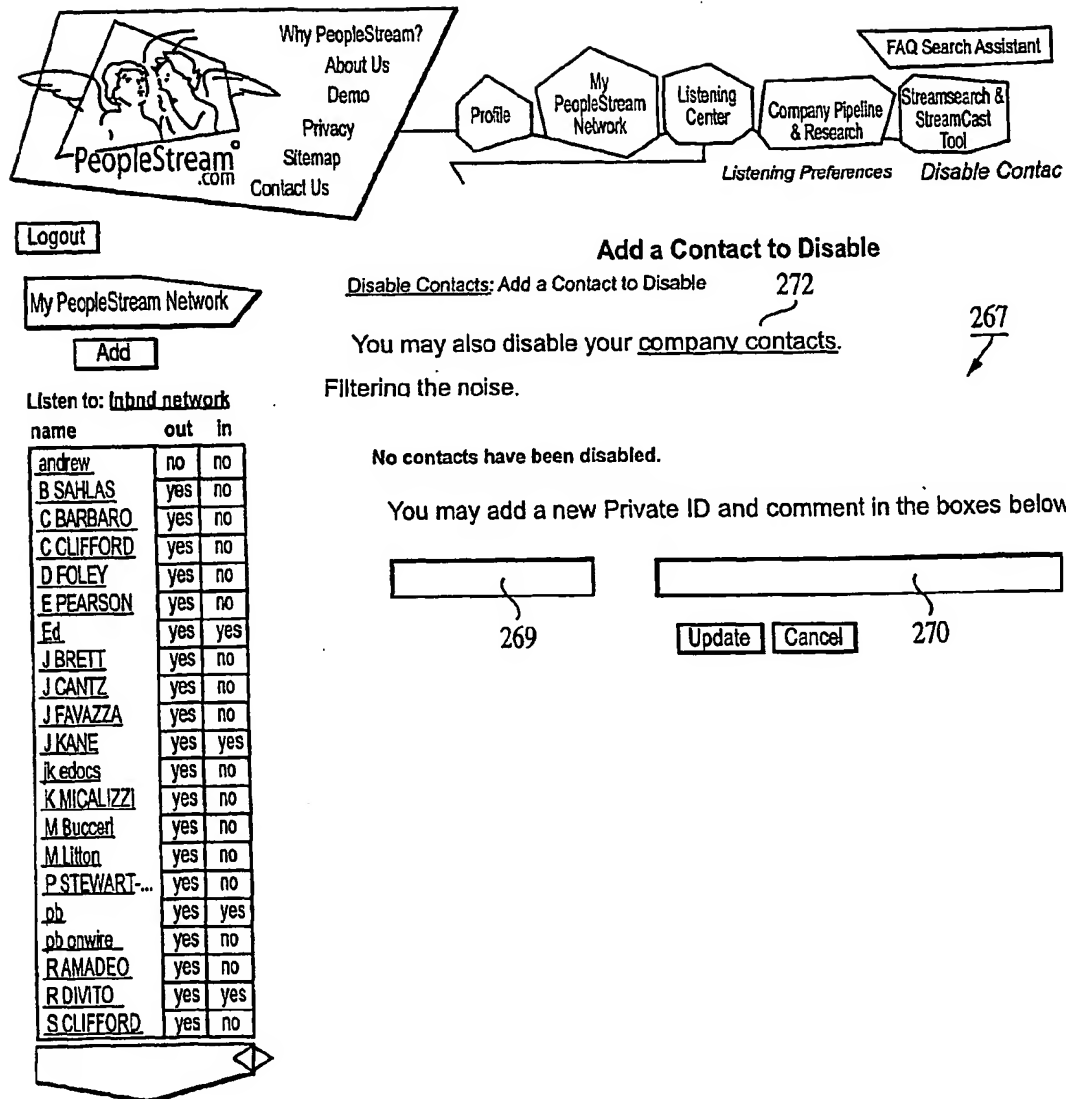 Why PeopleStream?
About Us
Demo
Privacy
Sitemap
Contact Us
PeopleStream°
.com
FAQ Search Assistant
Profile
My
PeopleStream
Network
Listening
Center
Company Pipeline
& Research
Streamsearch &
StreamCast
Tool
Listening Preferences Disable Contac
Logout
My PeopleStream Network
Add
Listen to: Inbnd network
name out in
andrew no no
B SAHLAS yes no
C BARBARO yes no
C CLIFFORD yes no
D FOLEY yes no
E PEARSON yes no
Ed yes yes
J BRETT yes no
J CANTZ yes no
J FAVAZZA yes no
J KANE yes yes
jk edocs yes no
K MICALIZZI yes no
M Buccerl yes no
M Litton yes no
P STEWART-... yes no
pb yes yes
pb onwire yes no
R AMADEO yes no
R DIVITO yes yes
S CLIFFORD yes no
Add a Contact to Disable
Disable Contacts: Add a Contact to Disable
272
You may also disable your company contacts.
267
Filtering the noise.
No contacts have been disabled.
You may add a new Private ID and comment in the boxes below
269
Update Cancel
270